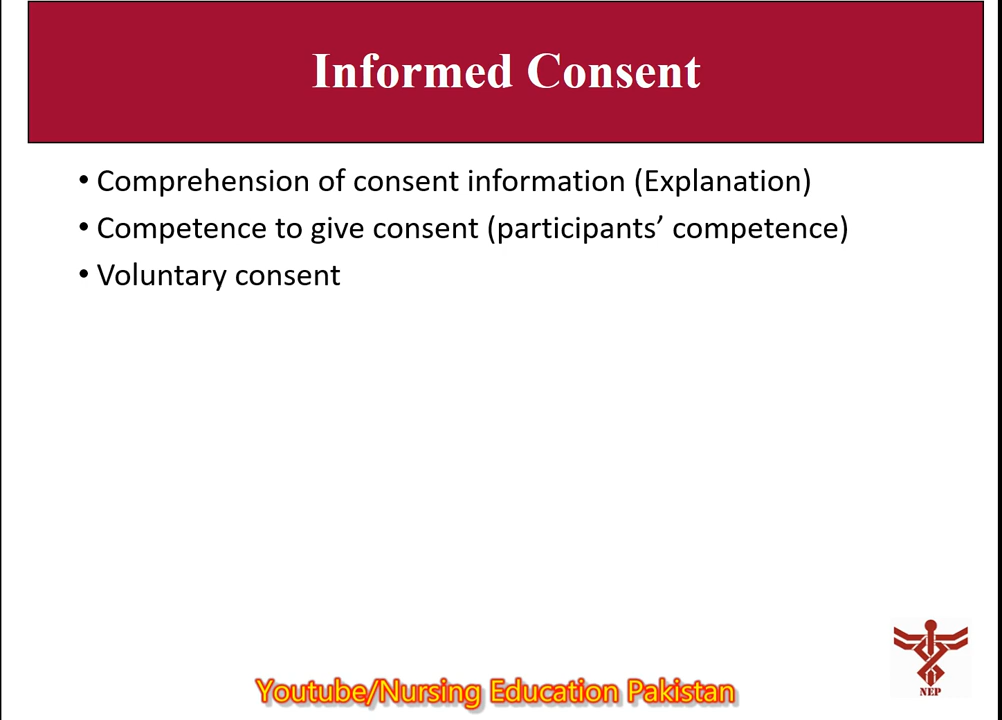 Informed Consent
• Comprehension of consent information (Explanation)
• Competence to give consent (participants’ competence)
• Voluntary consent
NEP
Youtube/Nursing Education Pakistan